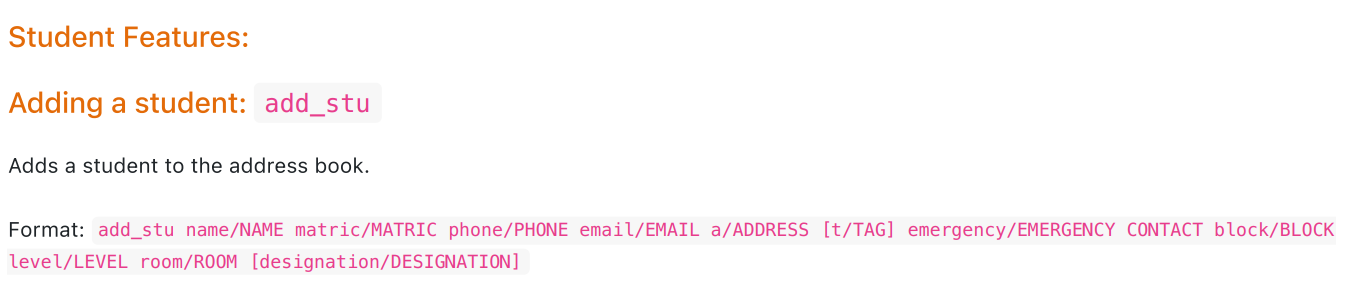 Student Features:
Adding a student: add_stu
Adds a student to the address book.
Format: add_stu name/NAME matric/MATRIC phone/PHONE email/EMAIL a/ADDRESS [t/TAG] emergency/EMERGENCY CONTACT block/BLOCK
level/LEVEL room/ROOM [designation/DESIGNATION]